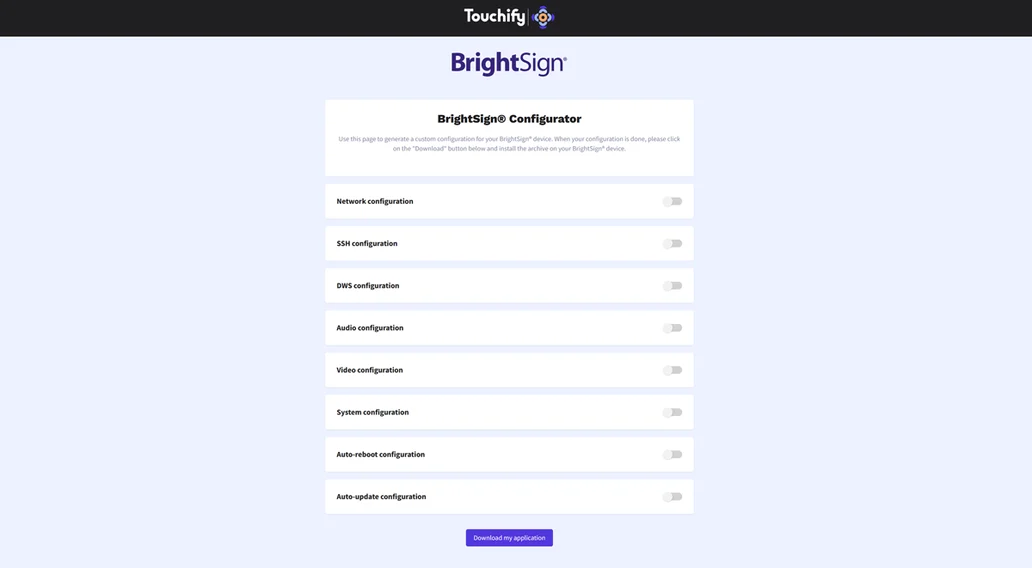 Touchify
BrightSign®
BrightSign® Configurator
Use this page to generate a custom configuration for your BrightSign® device. When your configuration is done, please click
on the "Download" button below and install the archive on your BrightSign® device.
Network configuration
SSH configuration
DWS configuration
Audio configuration
Video configuration
System configuration
Auto-reboot configuration
Auto-update configuration
Download my application